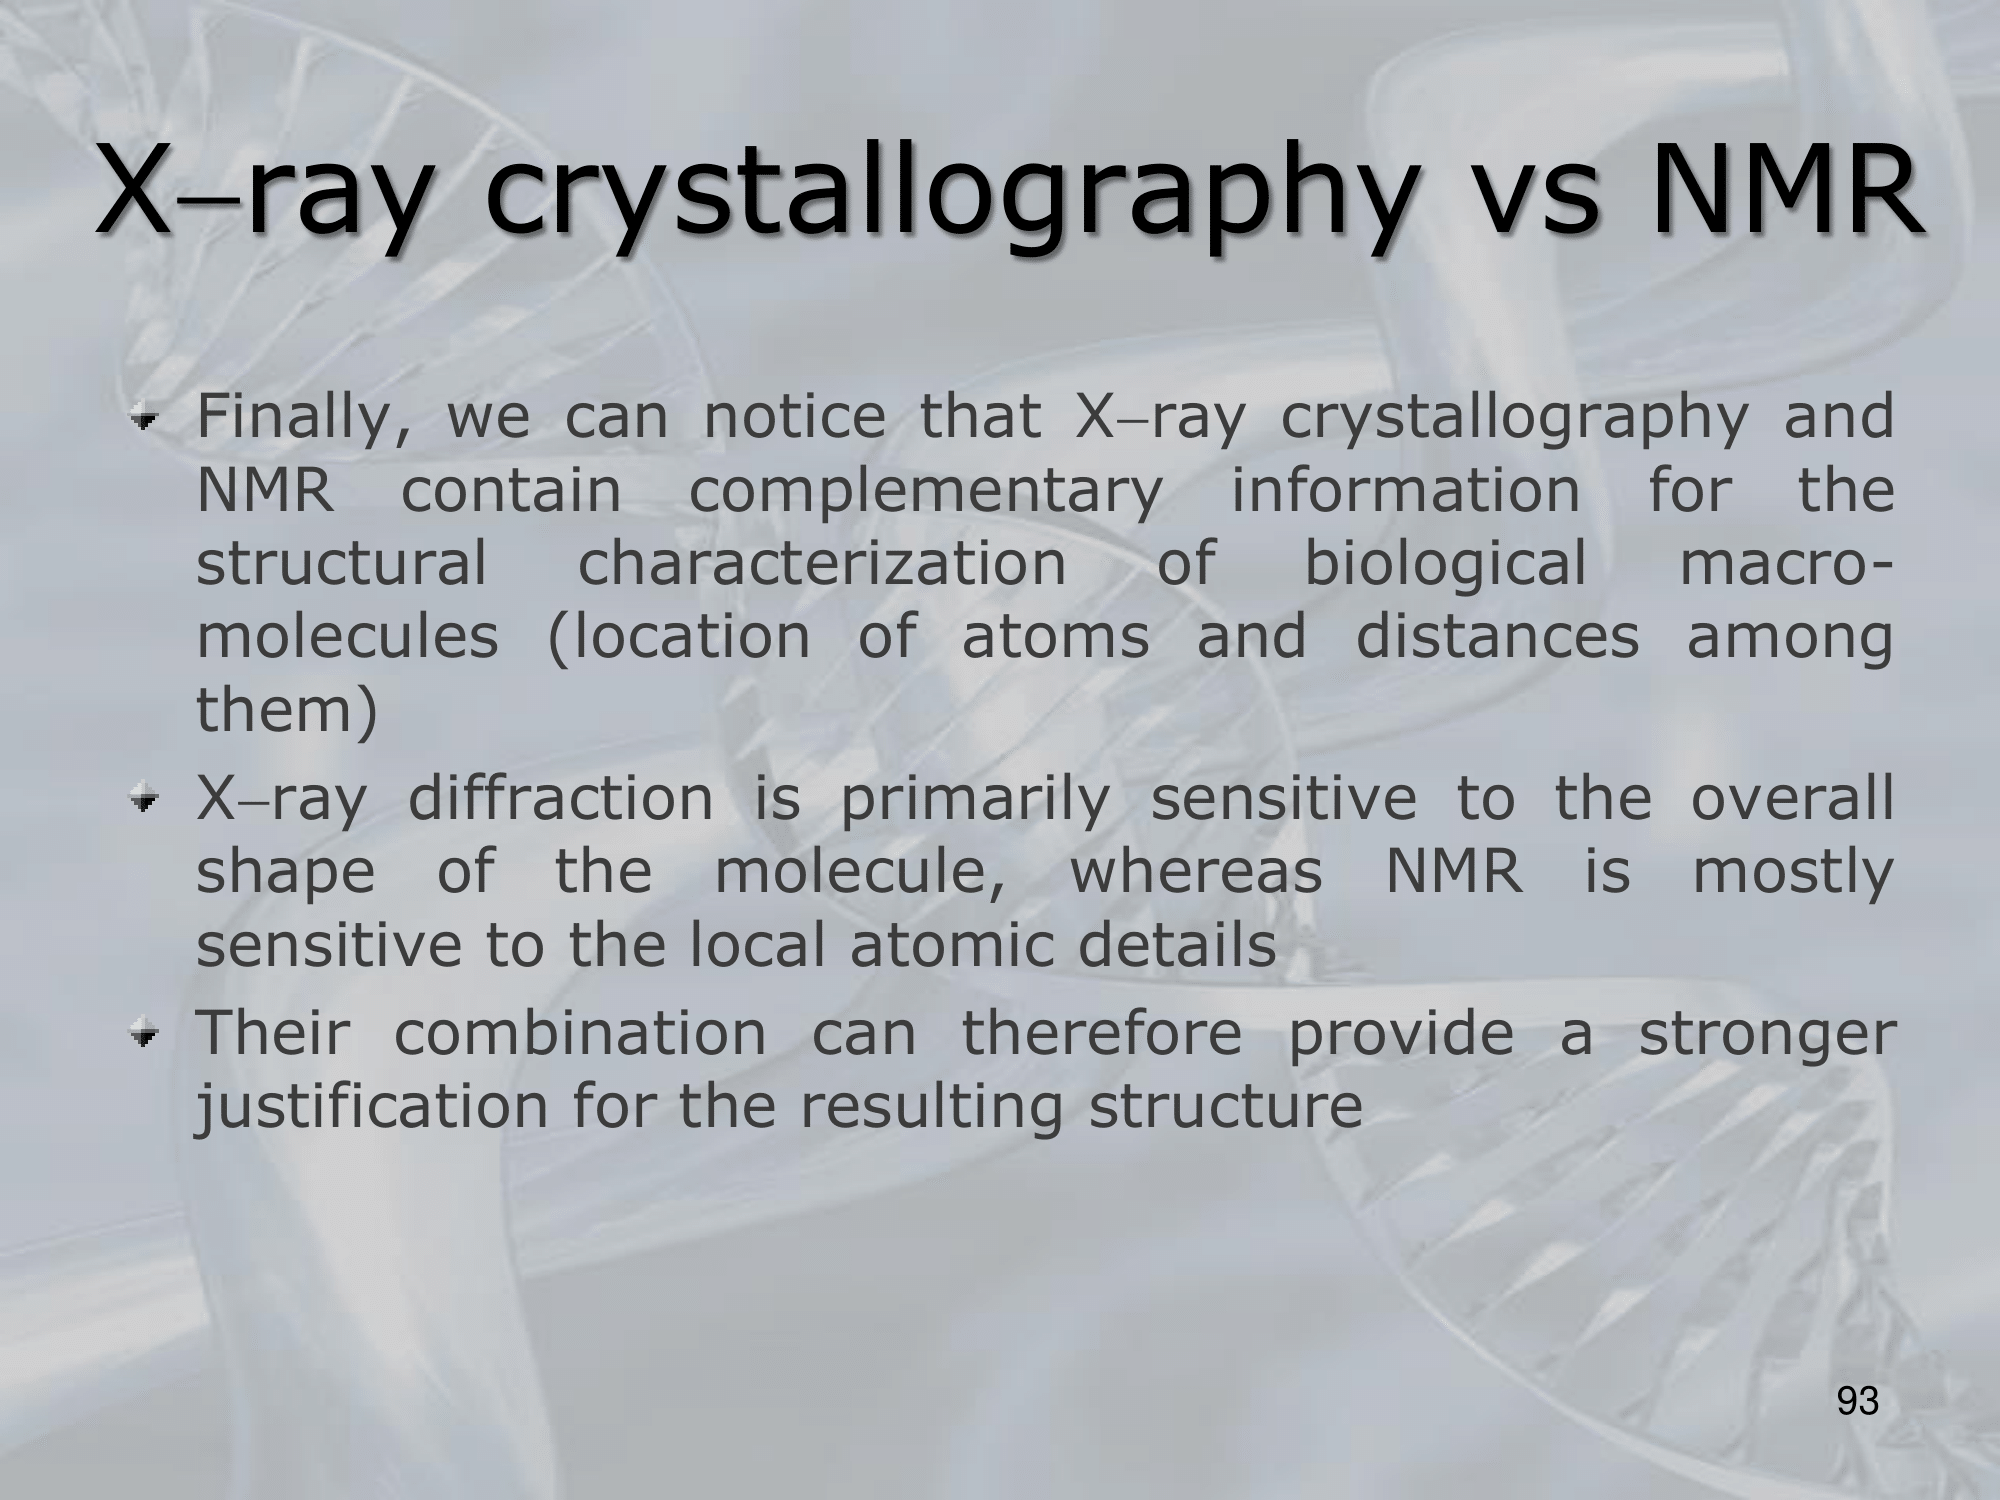 X–ray crystallography vs NMR
Finally, we can notice that X–ray crystallography and
NMR contain complementary information for the
structural characterization of biological macro-
molecules (location of atoms and distances among
them)
X–ray diffraction is primarily sensitive to the overall
shape of the molecule, whereas NMR is mostly
sensitive to the local atomic details
Their combination can therefore provide a stronger
justification for the resulting structure
93